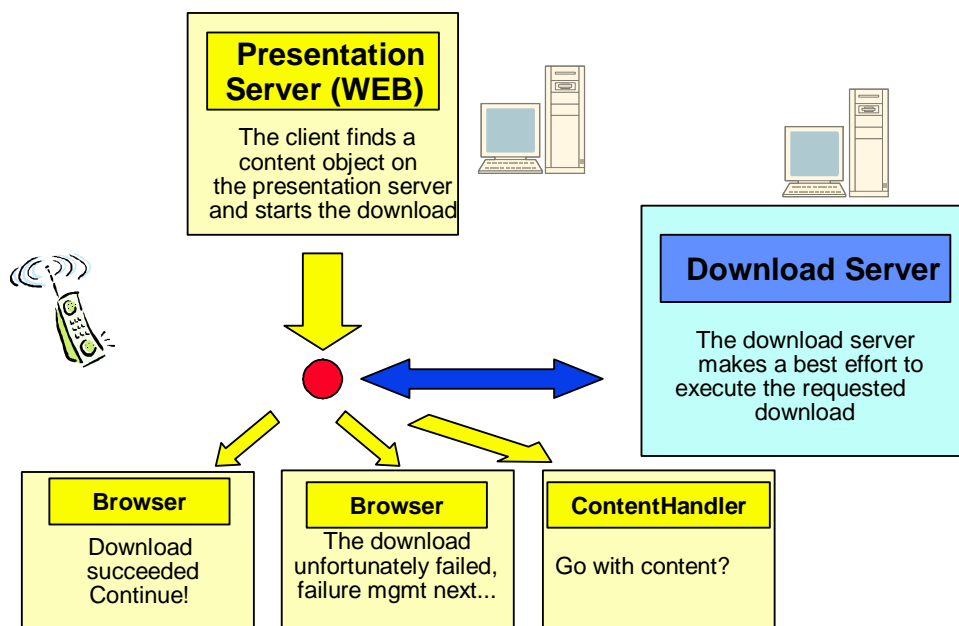 Presentation
Server (WEB)
The client finds a
content object on
the presentation server
and starts the download
Download Server
The download server
makes a best effort to
execute the requested
download
Browser
Download
succeeded
Continue!
Browser
The download
unfortunately failed,
failure mgmt next...
ContentHandler
Go with content?